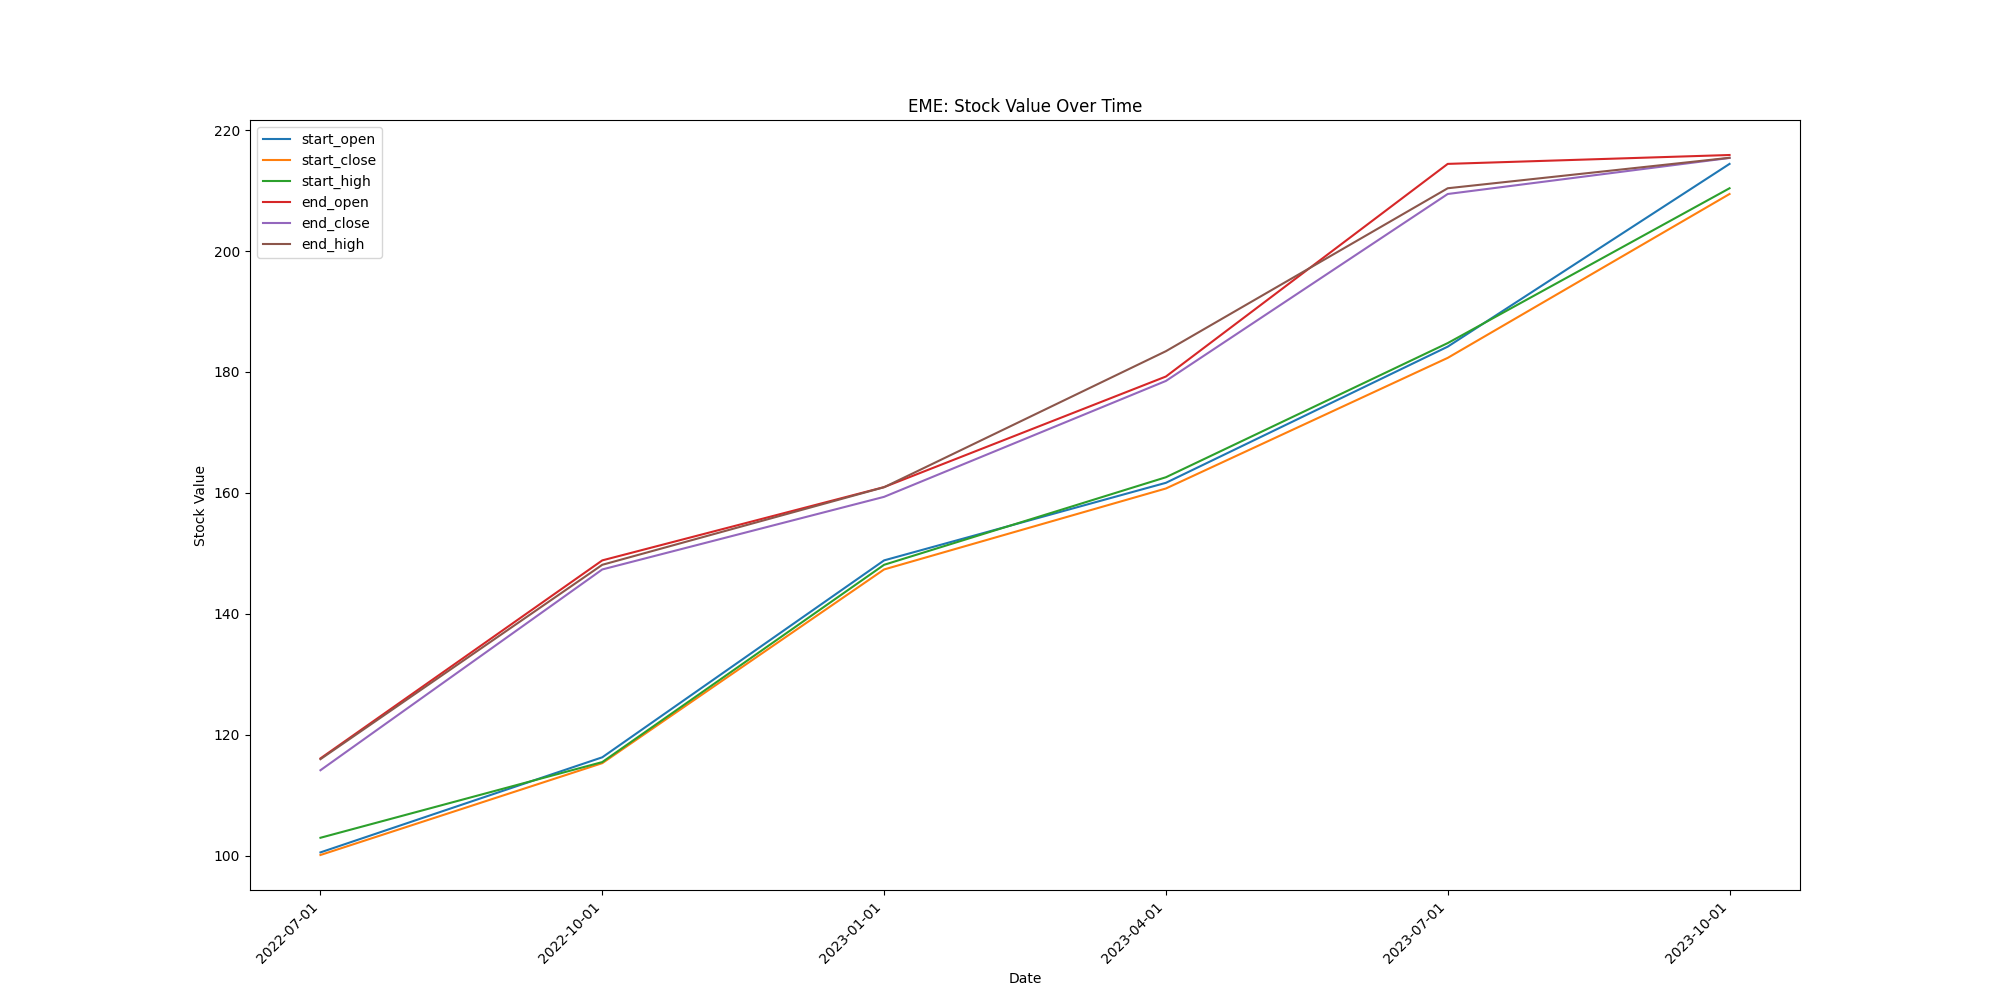 EME: Stock Value Over Time
start_open
start_close
start_high
end_open
end_close
end_high
220
200
180
160
140
120
100
Stock Value
2022-07-01
2022-10-01
2023-01-01
2023-04-01
2023-07-01
2023-10-01
Date